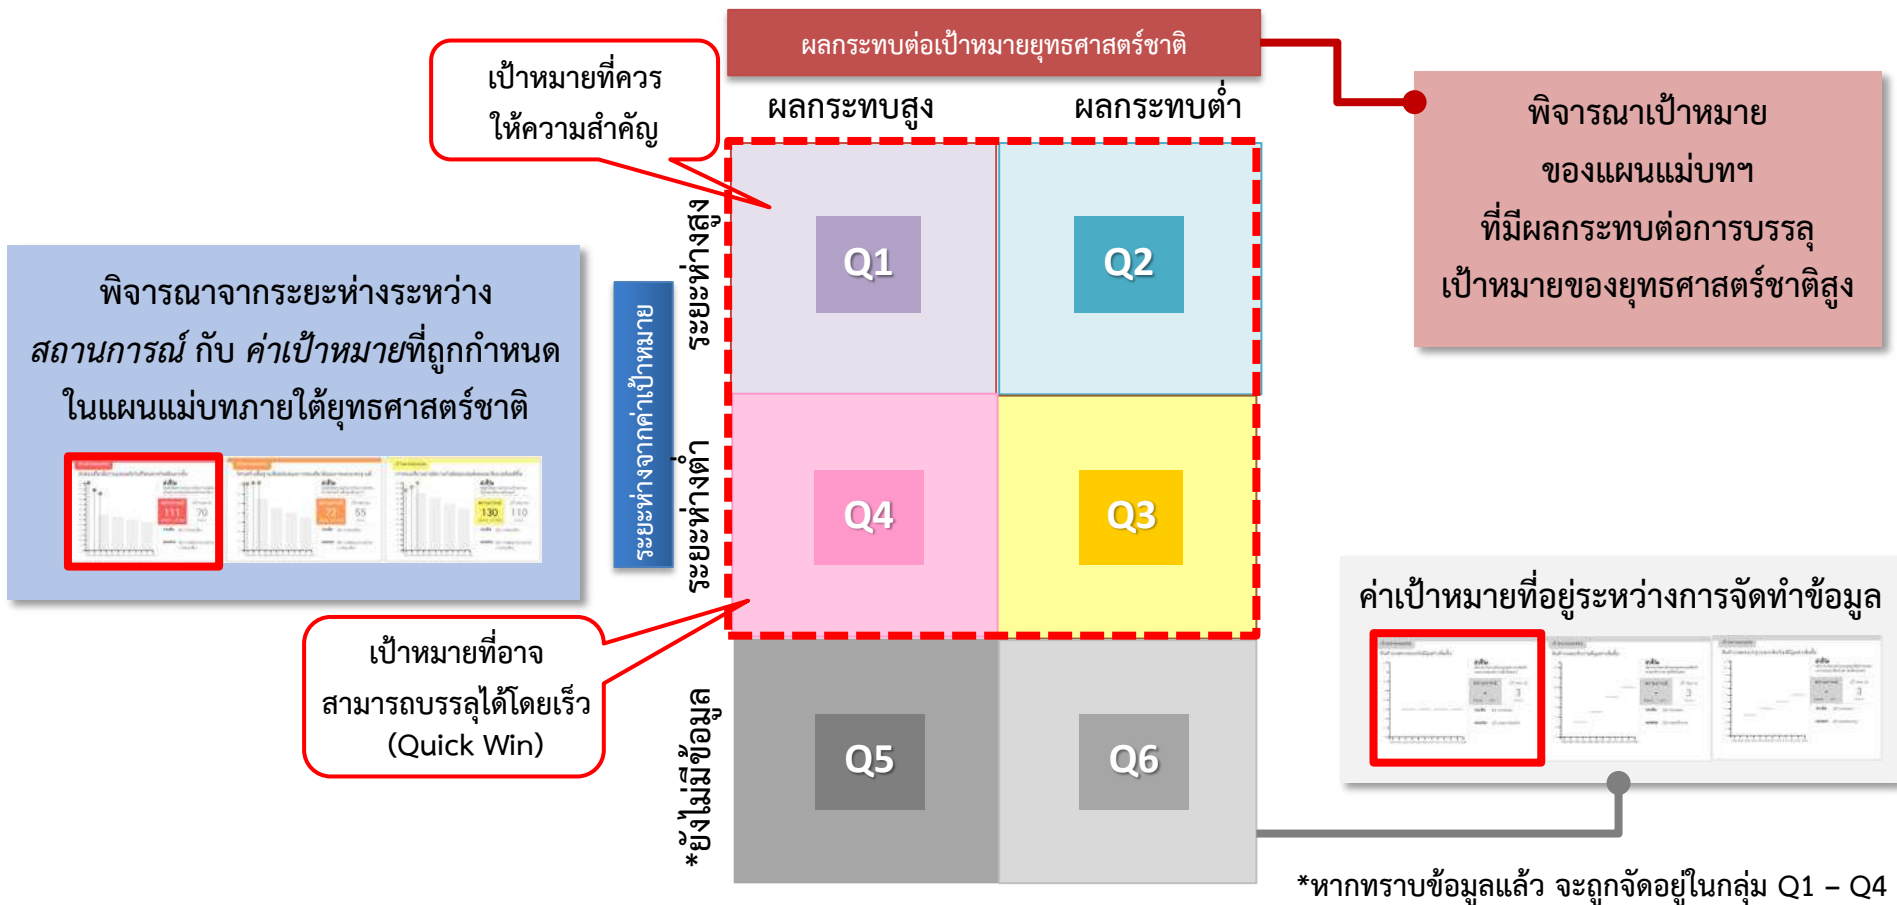 ผลกระทบต่อเป้าหมายยุทธศาสตร์ชาติ
ผลกระทบสูง
ผลกระทบต่ำ
เป้าหมายที่ควร
ให้ความสำคัญ
พิจารณาเป้าหมาย
ของแผนแม่บทฯ
ที่มีผลกระทบต่อการบรรลุ
เป้าหมายของยุทธศาสตร์ชาติสูง
พิจารณาจากระยะห่างระหว่าง
สถานการณ์ กับ ค่าเป้าหมายที่ถูกกำหนด
ในแผนแม่บทภายใต้ยุทธศาสตร์ชาติ
111
70
72
55
130
110
ระยะห่างจากค่าเป้าหมาย
ระยะห่างสูง
ระยะห่างต่ำ
*ยังไม่มีข้อมูล
Q1
Q2
Q4
Q3
Q5
Q6
เป้าหมายที่อาจ
สามารถบรรลุได้โดยเร็ว
(Quick Win)
ค่าเป้าหมายที่อยู่ระหว่างการจัดทำข้อมูล
3
3
3
*หากทราบข้อมูลแล้ว จะถูกจัดอยู่ในกลุ่ม Q1 – Q4